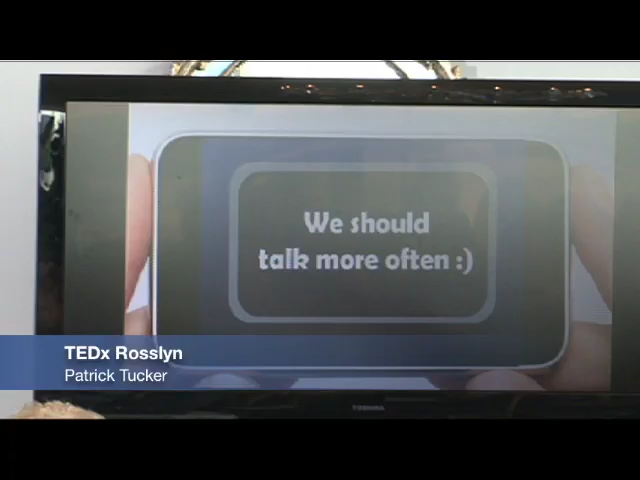 We should
talk more often :)
TEDx Rosslyn
Patrick Tucker
TOSHIBA